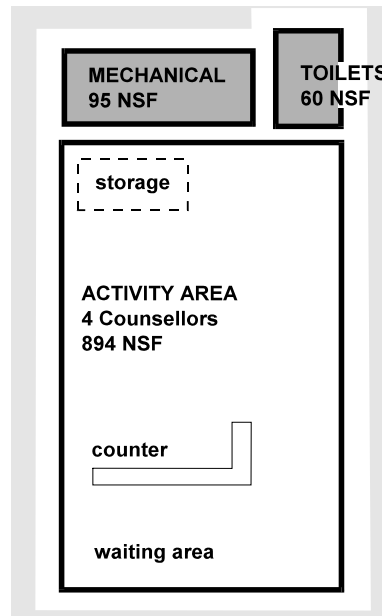 MECHANICAL
95 NSF
TOILETS
60 NSF
storage
ACTIVITY AREA
4 Counsellors
894 NSF
counter
waiting area